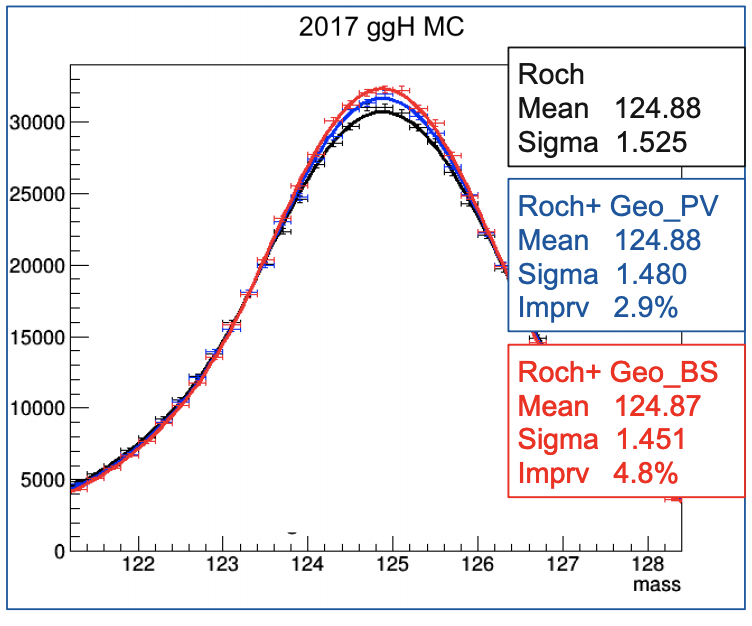 2017 ggH MC
Roch
Mean 124.88
Sigma 1.525
Roch+ Geo_PV
Mean 124.88
Sigma 1.480
Imprv 2.9%
Roch+ Geo_BS
Mean 124.87
Sigma 1.451
Imprv 4.8%
30000
25000
20000
15000
10000
5000
0
122 123 124 125 126 127 128
mass